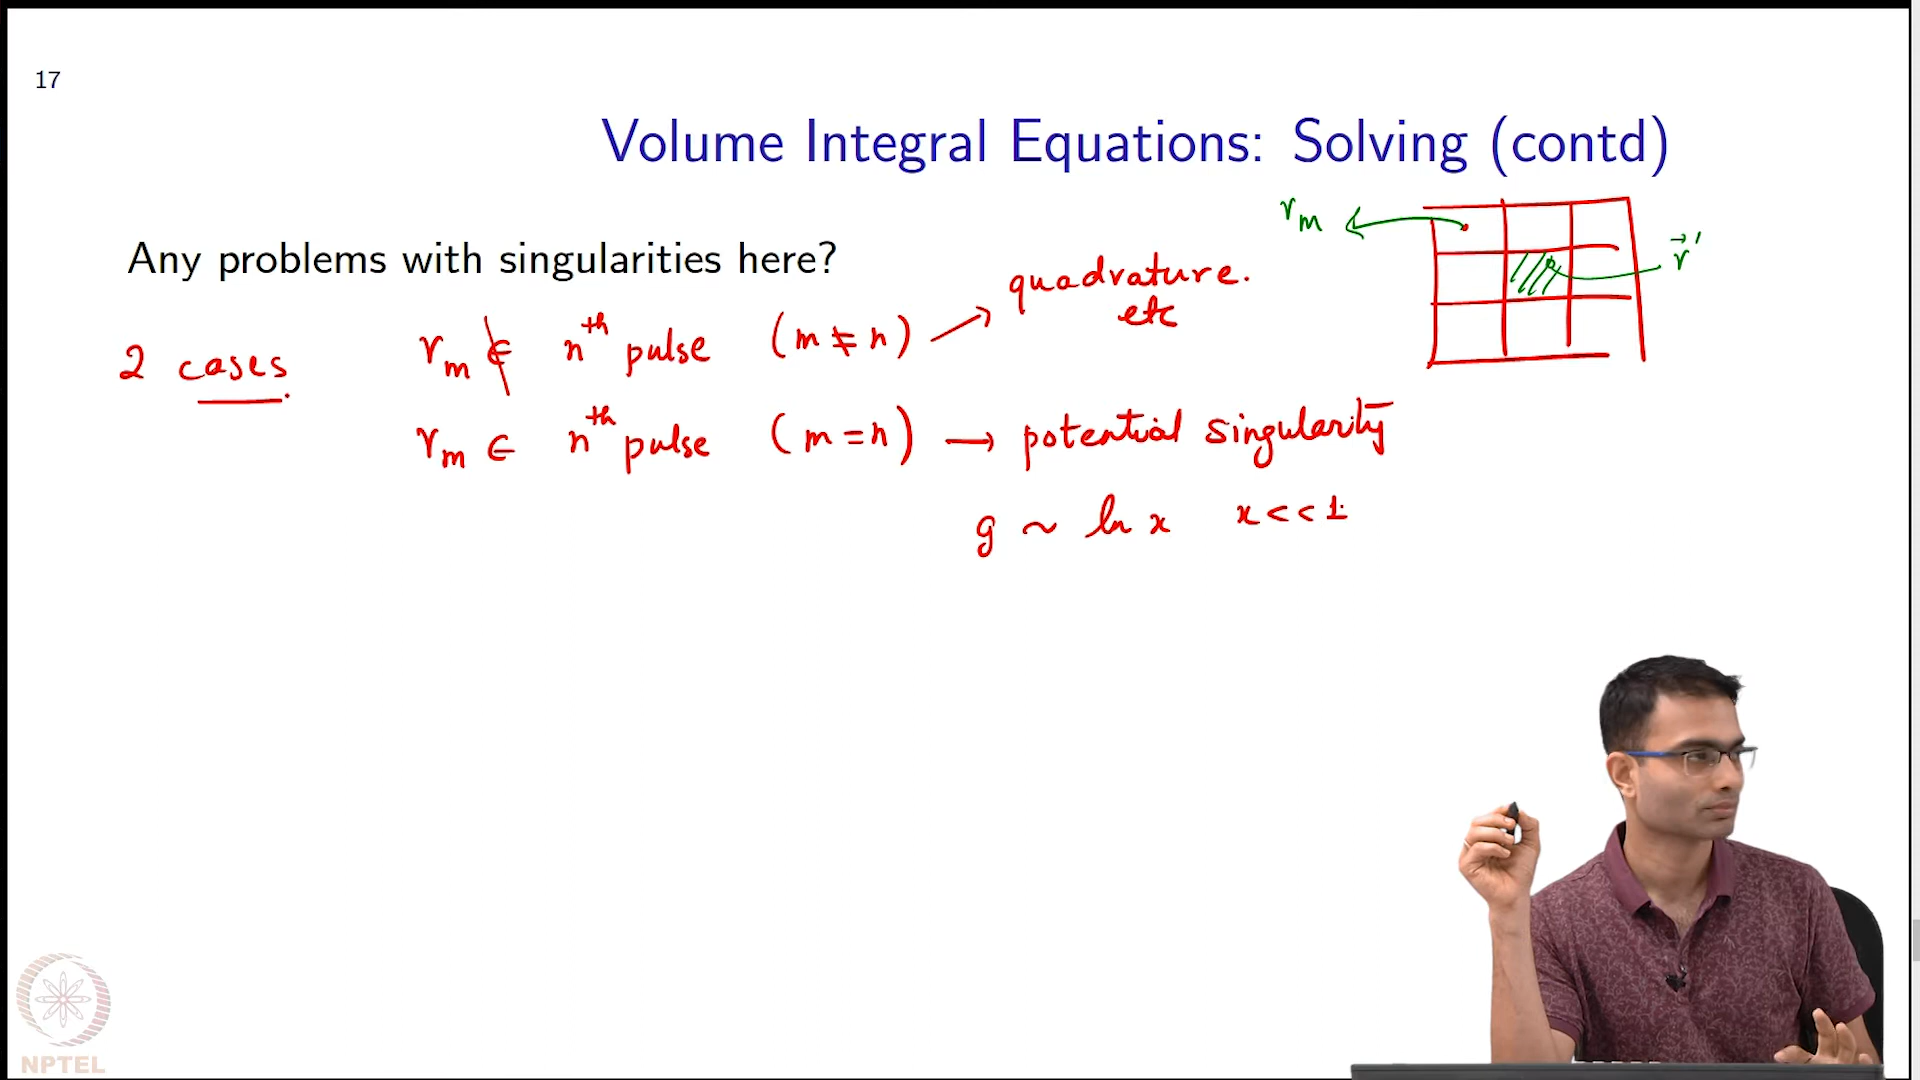 17
Volume Integral Equations: Solving (contd)
rₘ
r⃗'
Any problems with singularities here?
quadrature.
etc
2 cases.
rₘ ∉ nᵗʰ pulse (m ≠ n) →
rₘ ∈ nᵗʰ pulse (m = n) → potential singularity
g ~ ln x x << 1
NPTEL